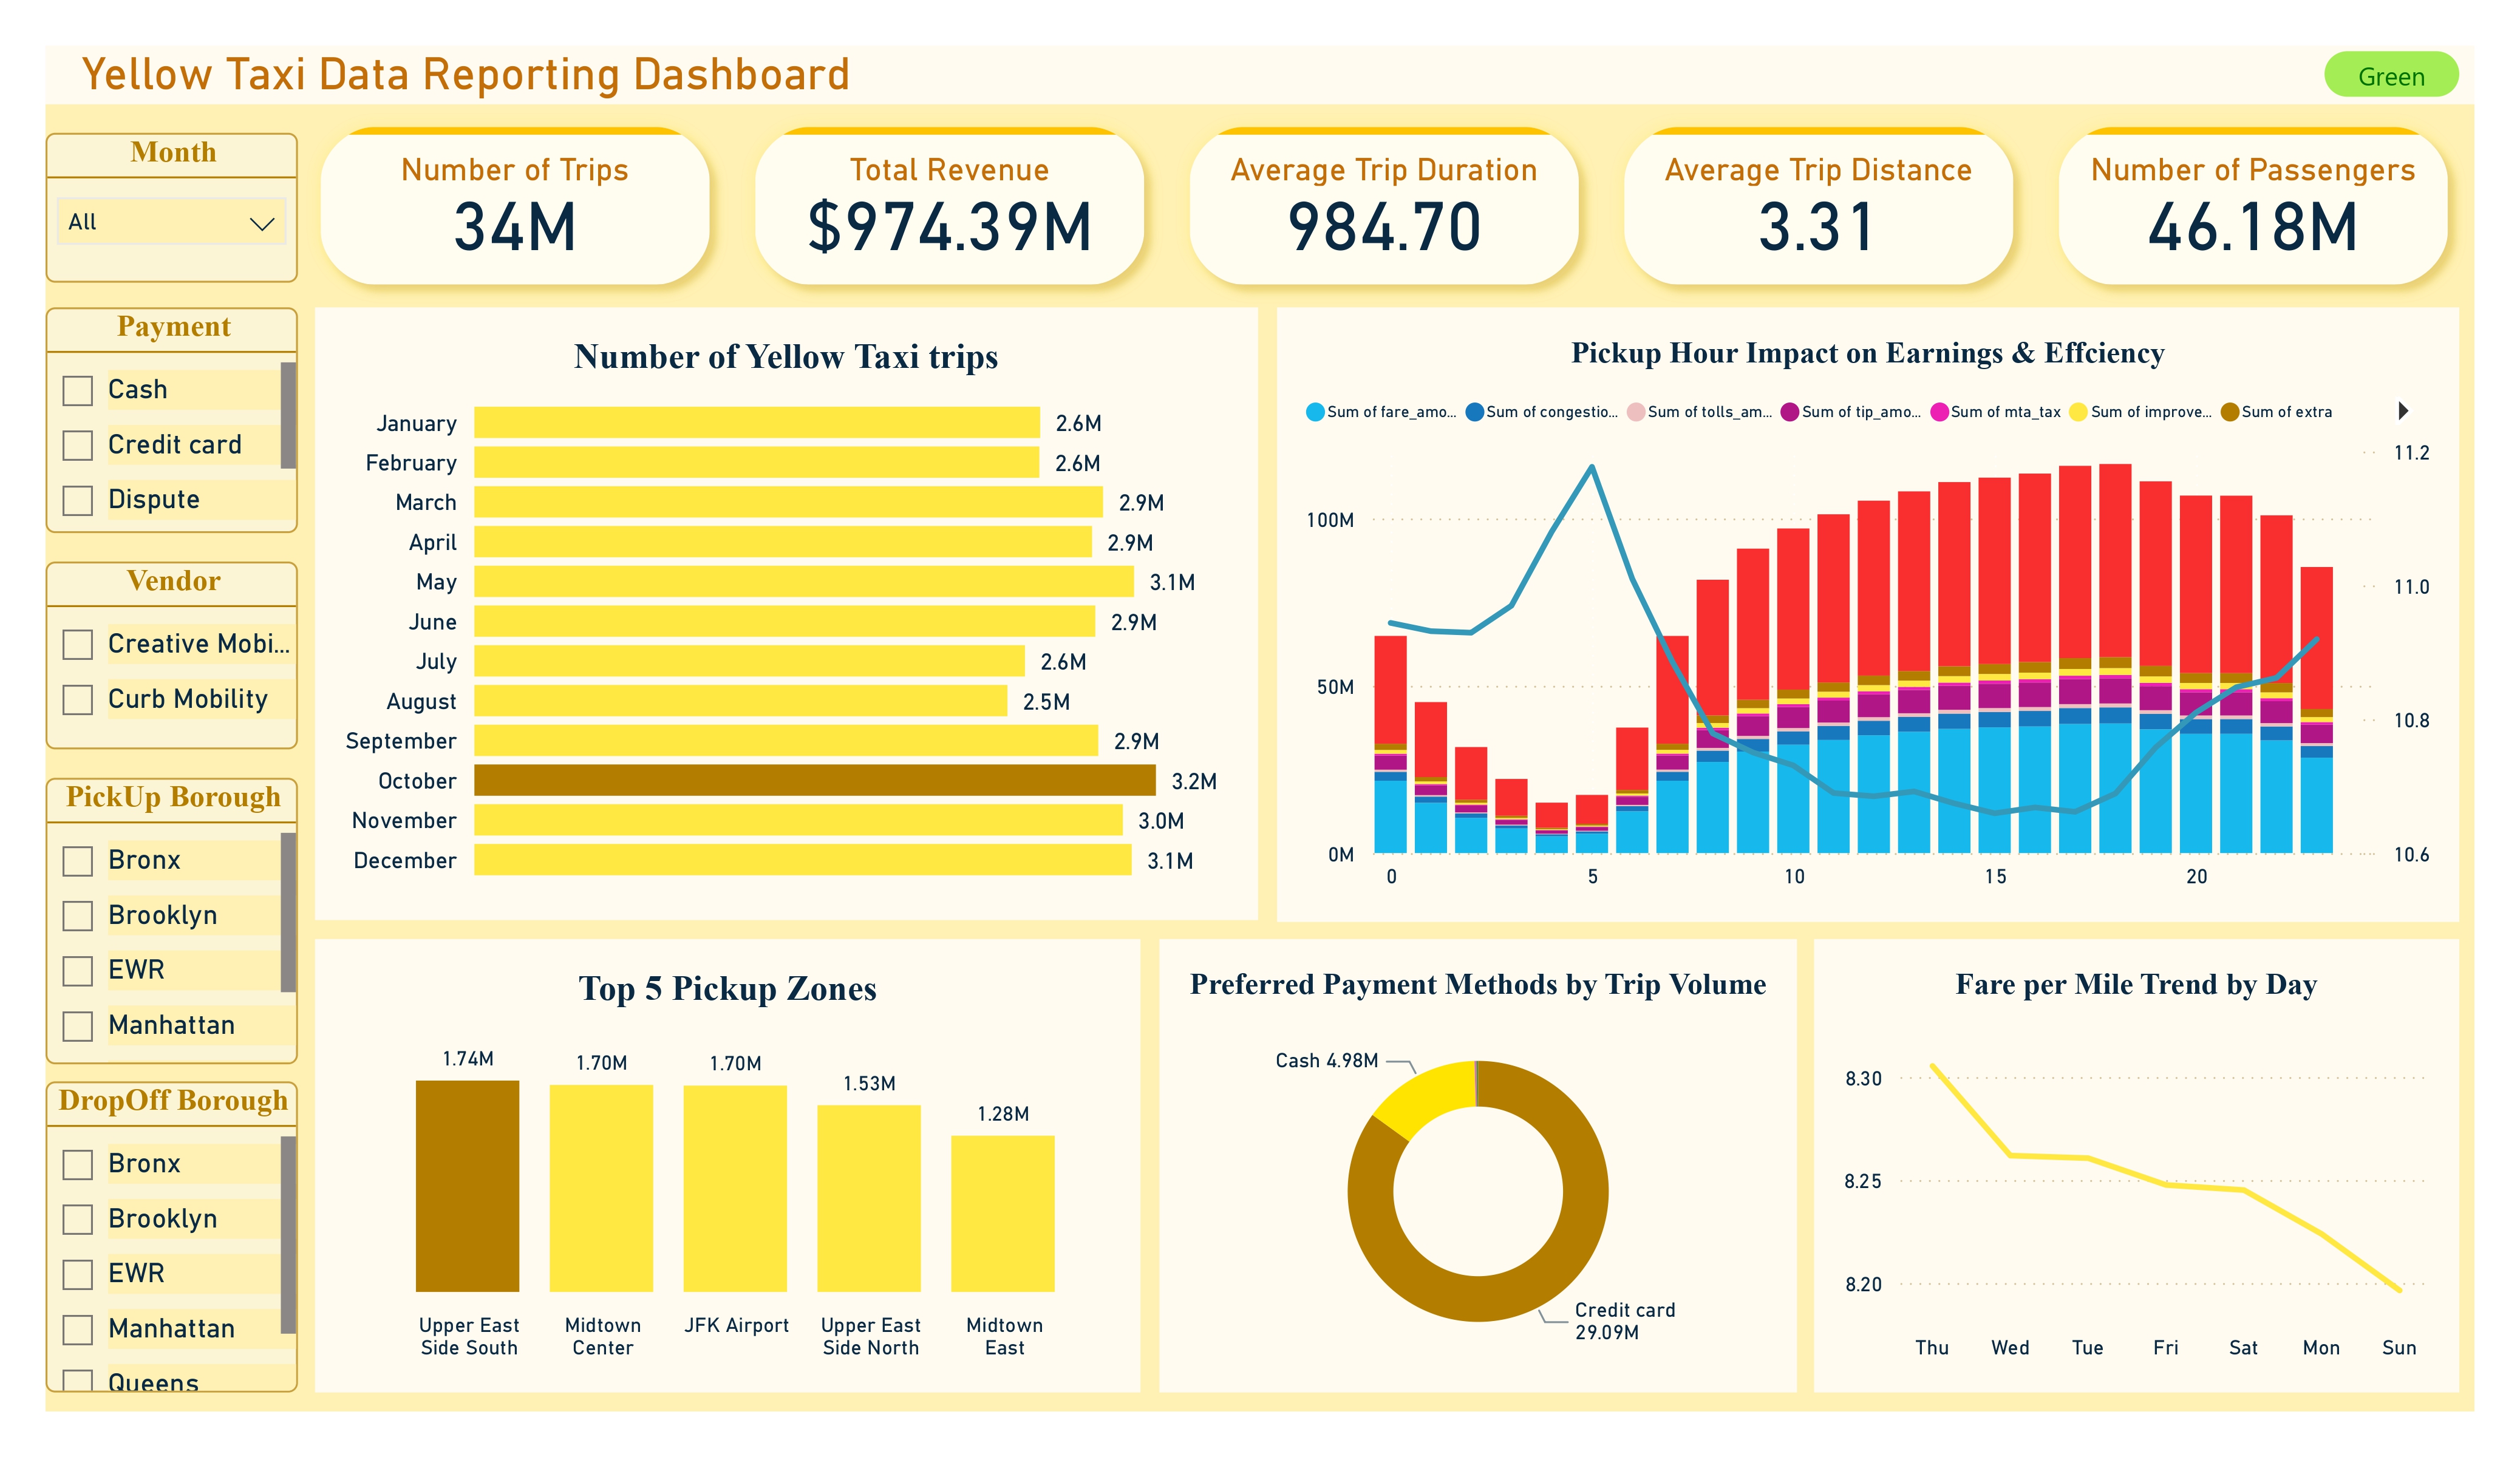 Yellow Taxi Data Reporting Dashboard
Green
Month
All
Number of Trips
34M
Total Revenue
$974.39M
Average Trip Duration
984.70
Average Trip Distance
3.31
Number of Passengers
46.18M
Payment
Cash
Credit card
Dispute
Vendor
Creative Mobi...
Curb Mobility
PickUp Borough
Bronx
Brooklyn
EWR
Manhattan
DropOff Borough
Bronx
Brooklyn
EWR
Manhattan
Queens
Number of Yellow Taxi trips
January 2.6M
February 2.6M
March 2.9M
April 2.9M
May 3.1M
June 2.9M
July 2.6M
August 2.5M
September 2.9M
October 3.2M
November 3.0M
December 3.1M
Pickup Hour Impact on Earnings & Effciency
Sum of fare_amo... Sum of congestio... Sum of tolls_am... Sum of tip_amo... Sum of mta_tax Sum of improve... Sum of extra
11.2
100M
11.0
50M
10.8
0M
10.6
0 5 10 15 20
Top 5 Pickup Zones
1.74M 1.70M 1.70M 1.53M 1.28M
Upper East Side South
Midtown Center
JFK Airport
Upper East Side North
Midtown East
Preferred Payment Methods by Trip Volume
Cash 4.98M
Credit card
29.09M
Fare per Mile Trend by Day
8.30
8.25
8.20
Thu Wed Tue Fri Sat Mon Sun